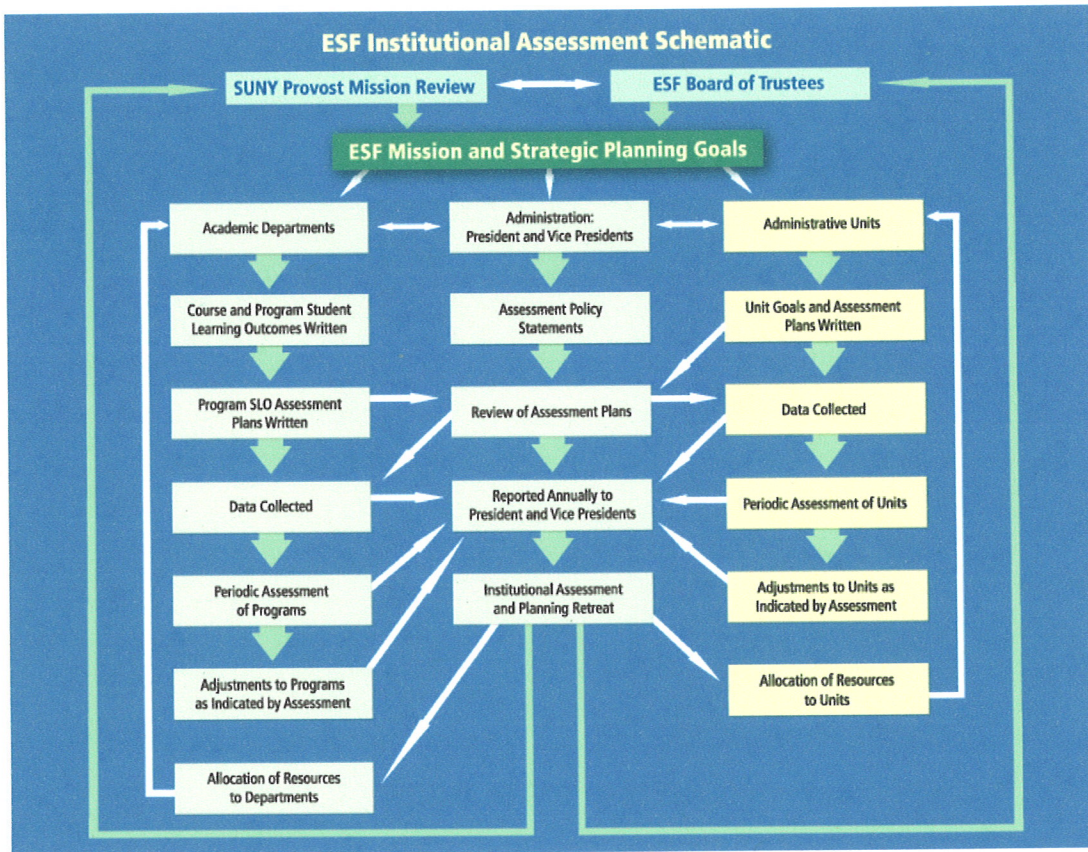 ESF Institutional Assessment Schematic
SUNY Provost Mission Review
ESF Board of Trustees
ESF Mission and Strategic Planning Goals
Academic Departments
Administration:
President and Vice Presidents
Administrative Units
Course and Program Student
Learning Outcomes Written
Assessment Policy
Statements
Unit Goals and Assessment
Plans Written
Program SLO Assessment
Plans Written
Review of Assessment Plans
Data Collected
Data Collected
Reported Annually to
President and Vice Presidents
Periodic Assessment of Units
Periodic Assessment
of Programs
Institutional Assessment
and Planning Retreat
Adjustments to Units as
Indicated by Assessment
Adjustments to Programs
as Indicated by Assessment
Allocation of Resources
to Units
Allocation of Resources
to Departments